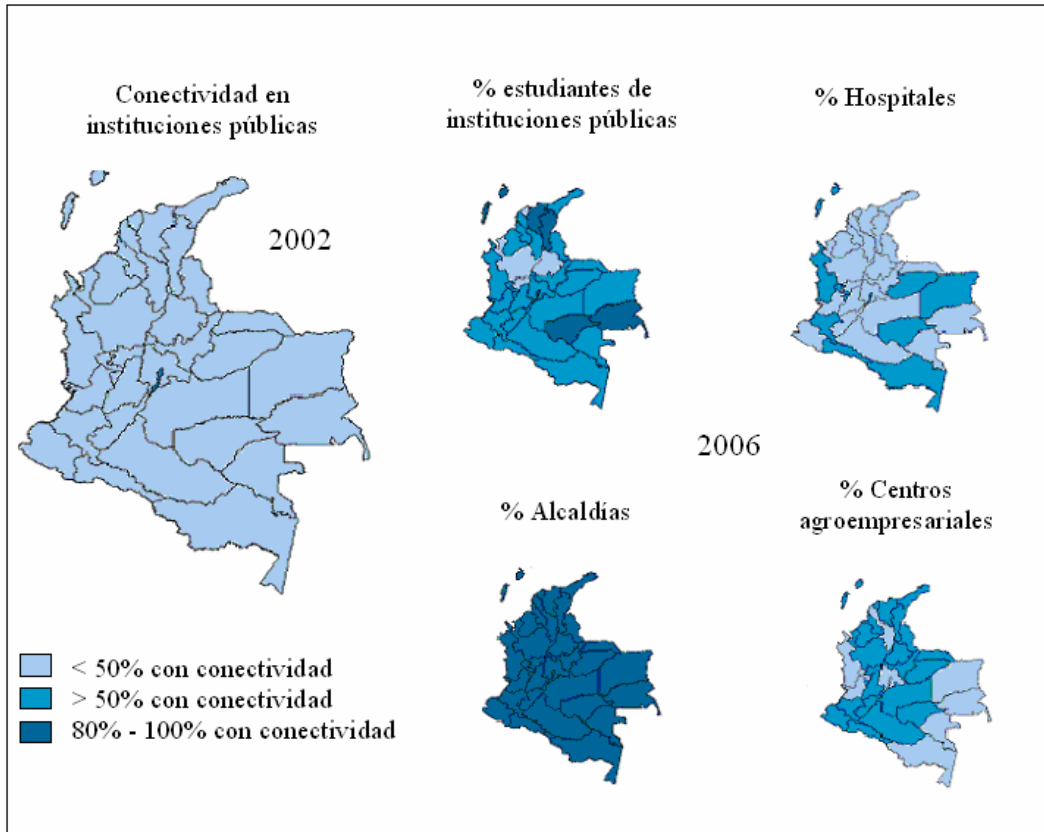 Conectividad en
instituciones públicas
2002
% estudiantes de
instituciones públicas
% Hospitales
2006
% Alcaldías
% Centros
agroempresariales
< 50% con conectividad
> 50% con conectividad
80% - 100% con conectividad